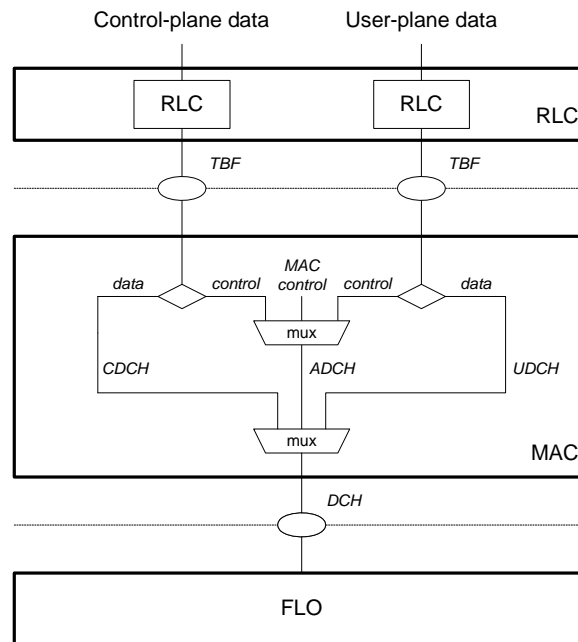 Control-plane data User-plane data
RLC RLC
RLC
TBF TBF
MAC
data control control data
control
mux
CDCH ADCH UDCH
mux
MAC
DCH
FLO